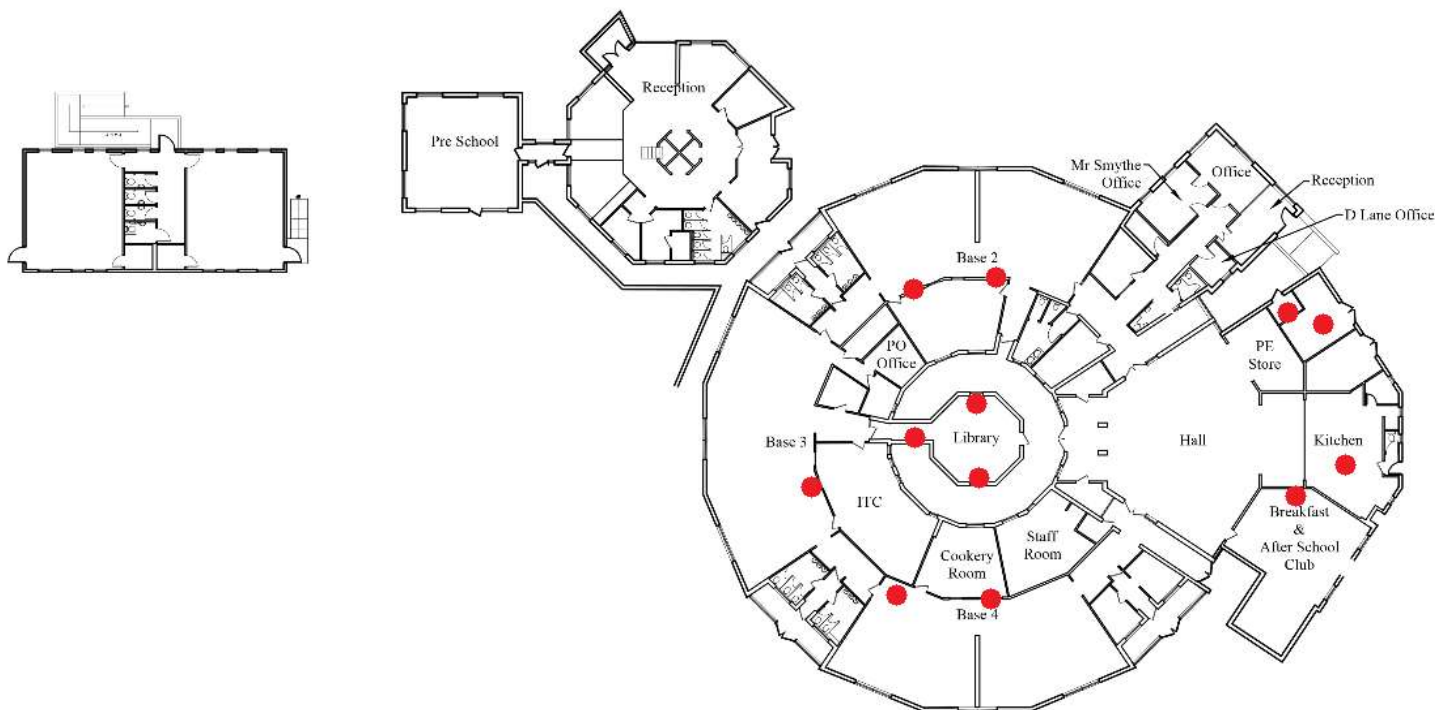 Reception
Pre School
Mr Smythe
Office
Office
Reception
D Lane Office
Base 2
PO
Office
PE
Store
Base 3
Library
Hall
Kitchen
ITC
Breakfast
&
After School
Club
Staff
Room
Cookery
Room
Base 4